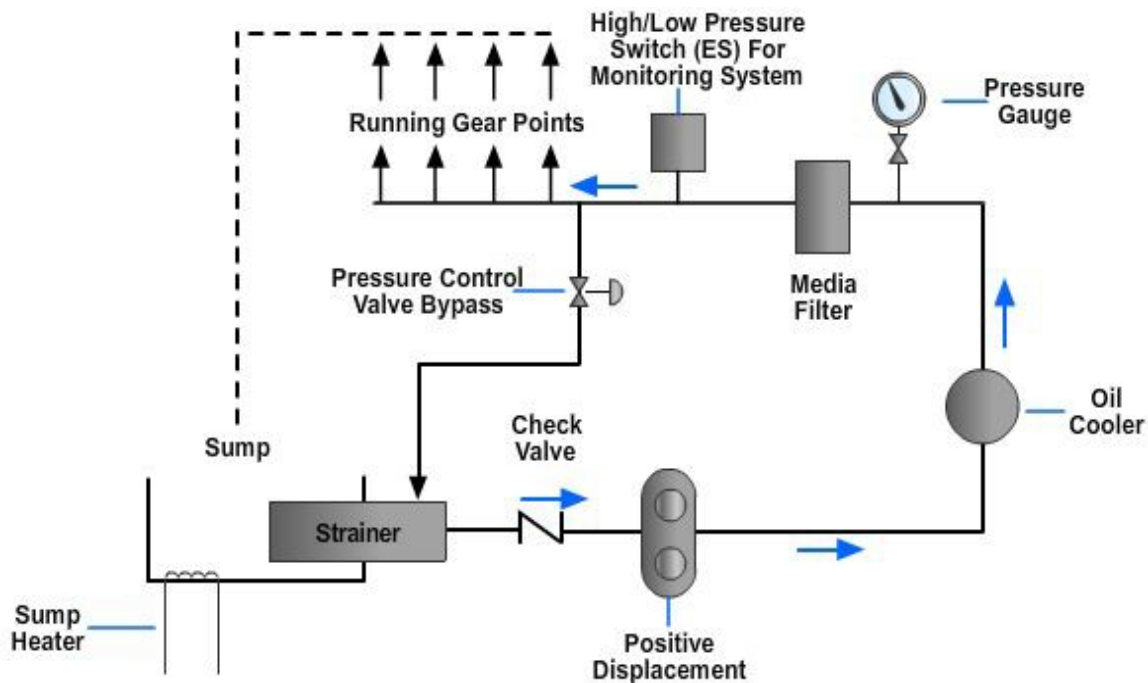 High/Low Pressure
Switch (ES) For
Monitoring System
Pressure
Gauge
Running Gear Points
Pressure Control
Valve Bypass
Media
Filter
Oil
Cooler
Check
Valve
Sump
Strainer
Sump
Heater
Positive
Displacement